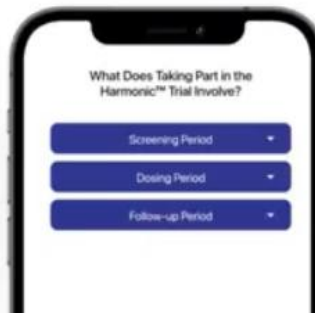 What Does Taking Part in the
Harmonic™ Trial Involve?
Screening Period
Dosing Period
Follow-up Period